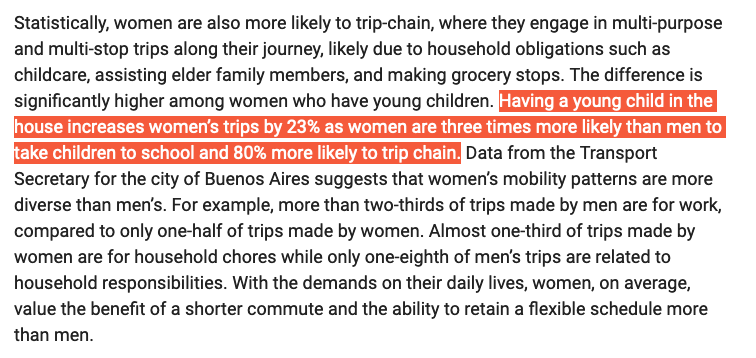 Statistically, women are also more likely to trip-chain, where they engage in multi-purpose
and multi-stop trips along their journey, likely due to household obligations such as
childcare, assisting elder family members, and making grocery stops. The difference is
significantly higher among women who have young children. Having a young child in the
house increases women’s trips by 23% as women are three times more likely than men to
take children to school and 80% more likely to trip chain. Data from the Transport
Secretary for the city of Buenos Aires suggests that women’s mobility patterns are more
diverse than men’s. For example, more than two-thirds of trips made by men are for work,
compared to only one-half of trips made by women. Almost one-third of trips made by
women are for household chores while only one-eighth of men’s trips are related to
household responsibilities. With the demands on their daily lives, women, on average,
value the benefit of a shorter commute and the ability to retain a flexible schedule more
than men.